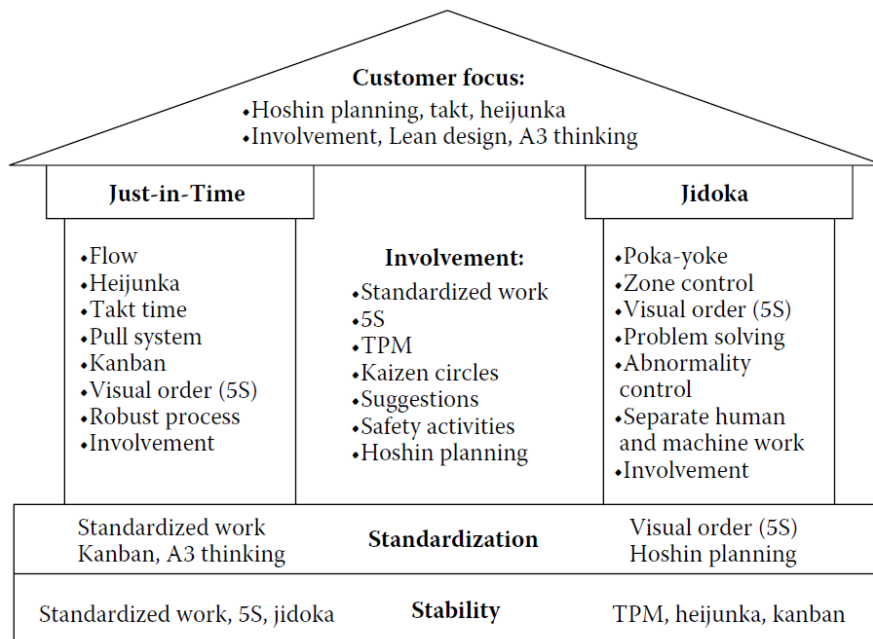 Customer focus:
•Hoshin planning, takt, heijunka
•Involvement, Lean design, A3 thinking
Just-in-Time
•Flow
•Heijunka
•Takt time
•Pull system
•Kanban
•Visual order (5S)
•Robust process
•Involvement
Involvement:
•Standardized work
•5S
•TPM
•Kaizen circles
•Suggestions
•Safety activities
•Hoshin planning
Jidoka
•Poka-yoke
•Zone control
•Visual order (5S)
•Problem solving
•Abnormality
control
•Separate human
and machine work
•Involvement
Standardized work
Kanban, A3 thinking
Standardization
Visual order (5S)
Hoshin planning
Standardized work, 5S, jidoka
Stability
TPM, heijunka, kanban